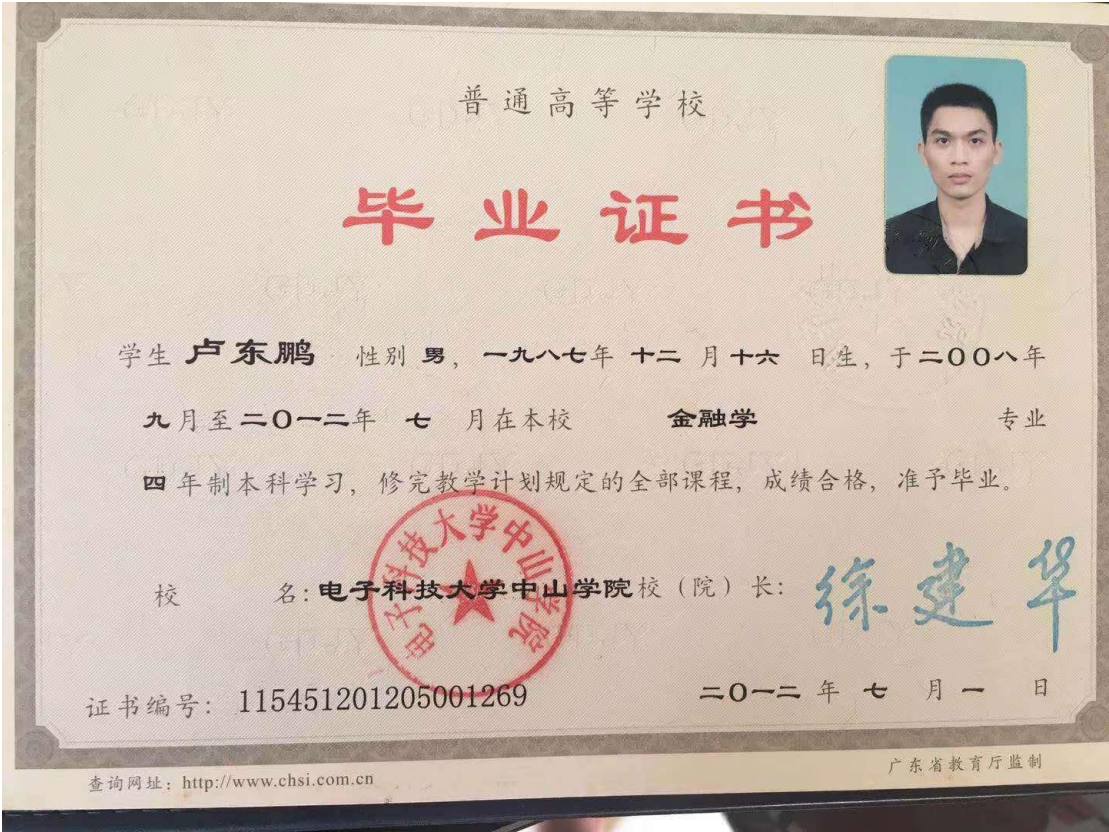 普通高等学校
毕业证书
学生 卢东鹏 性别 男，一九八七年 十二 月 十六 日生，于二〇〇八年
九月至二〇一二年 七 月在本校 金融学 专业
四年制本科学习，修完教学计划规定的全部课程，成绩合格，准予毕业。
电子科技大学中山学院
校 名：电子科技大学中山学院 校（院）长：徐建华
证书编号：115451201205001269 二〇一二 年 七 月 一 日
查询网址：http://www.chsi.com.cn 广东省教育厅监制